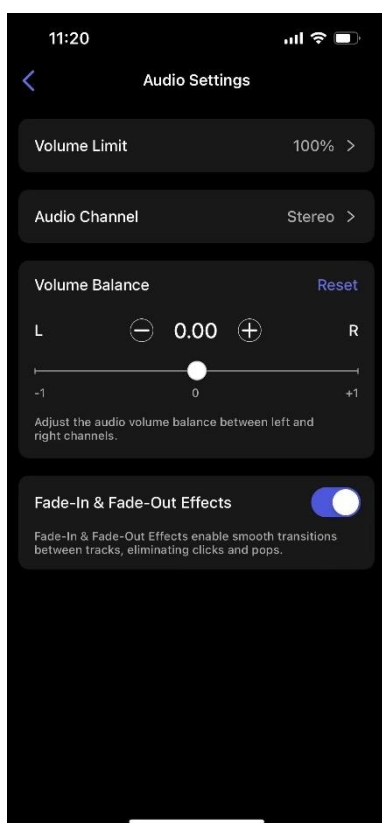 11:20
Audio Settings
Volume Limit 100% >
Audio Channel Stereo >
Volume Balance Reset
L 0.00 R
-1 0 +1
Adjust the audio volume balance between left and
right channels.
Fade-In & Fade-Out Effects
Fade-In & Fade-Out Effects enable smooth transitions
between tracks, eliminating clicks and pops.